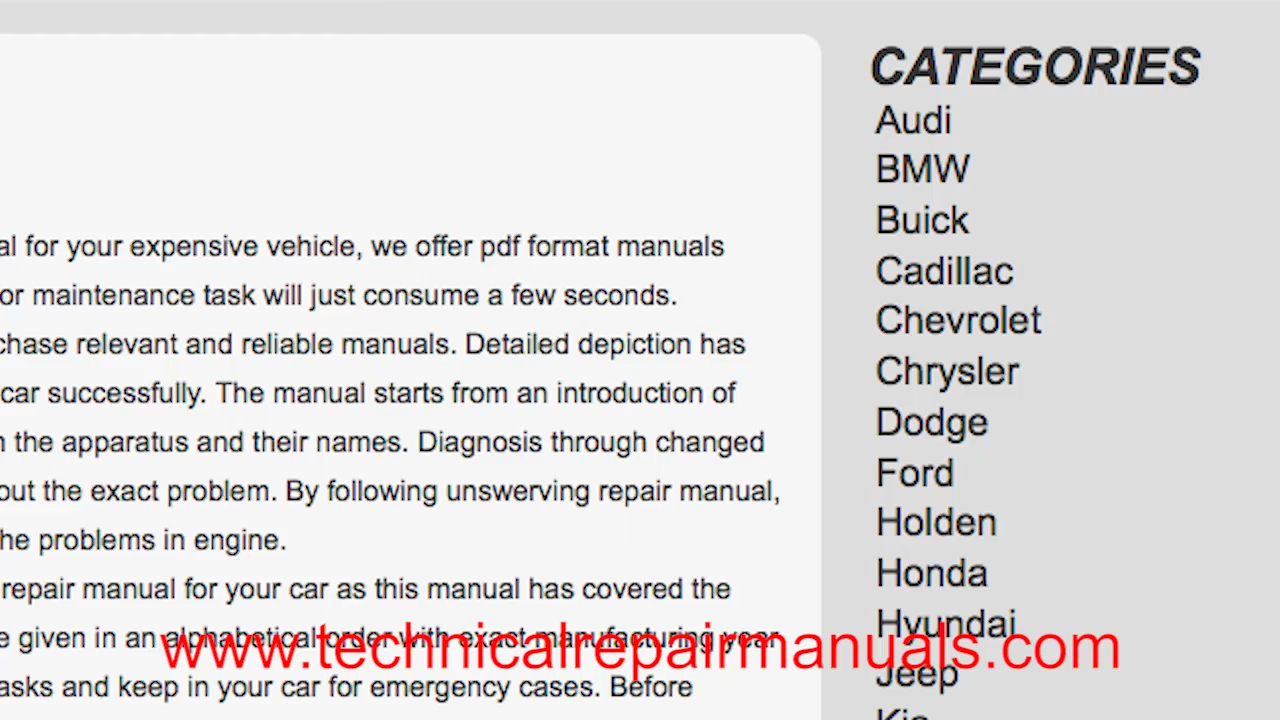 al for your expensive vehicle, we offer pdf format manuals
or maintenance task will just consume a few seconds.
chase relevant and reliable manuals. Detailed depiction has
car successfully. The manual starts from an introduction of
the apparatus and their names. Diagnosis through changed
out the exact problem. By following unswerving repair manual,
he problems in engine.
repair manual for your car as this manual has covered the
e given in an alphabetical order with exact manufacturing year
asks and keep in your car for emergency cases. Before
CATEGORIES
Audi
BMW
Buick
Cadillac
Chevrolet
Chrysler
Dodge
Ford
Holden
Honda
Hyundai
Jeep
Kia
www.technicalrepairmanuals.com